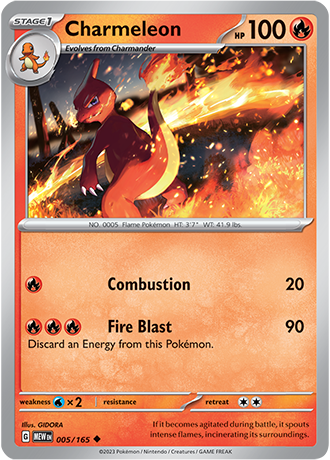 STAGE 1
Charmeleon
HP 100
Evolves from Charmander
NO. 0005 Flame Pokémon HT: 3'7" WT: 41.9 lbs.
Combustion 20
Fire Blast 90
Discard an Energy from this Pokémon.
weakness ×2 resistance retreat
Illus. GIDORA
G MEW EN 005/165
If it becomes agitated during battle, it spouts
intense flames, incinerating its surroundings.
©2023 Pokémon / Nintendo / Creatures / GAME FREAK